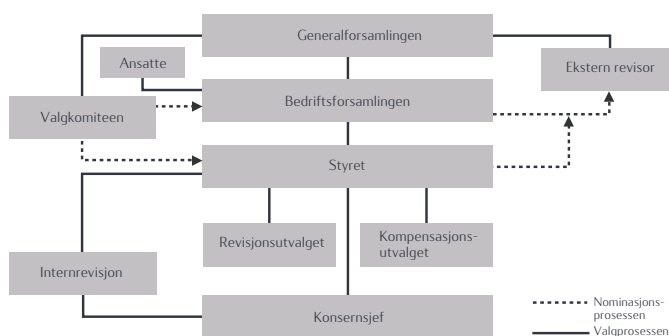 Generalforsamlingen
Ansatte
Ekstern revisor
Bedriftsforsamlingen
Valgkomiteen
Styret
Revisjonsutvalget
Kompensasjons-
utvalget
Internrevisjon
Konsernsjef
Nominasjons-
prosessen
Valgprosessen